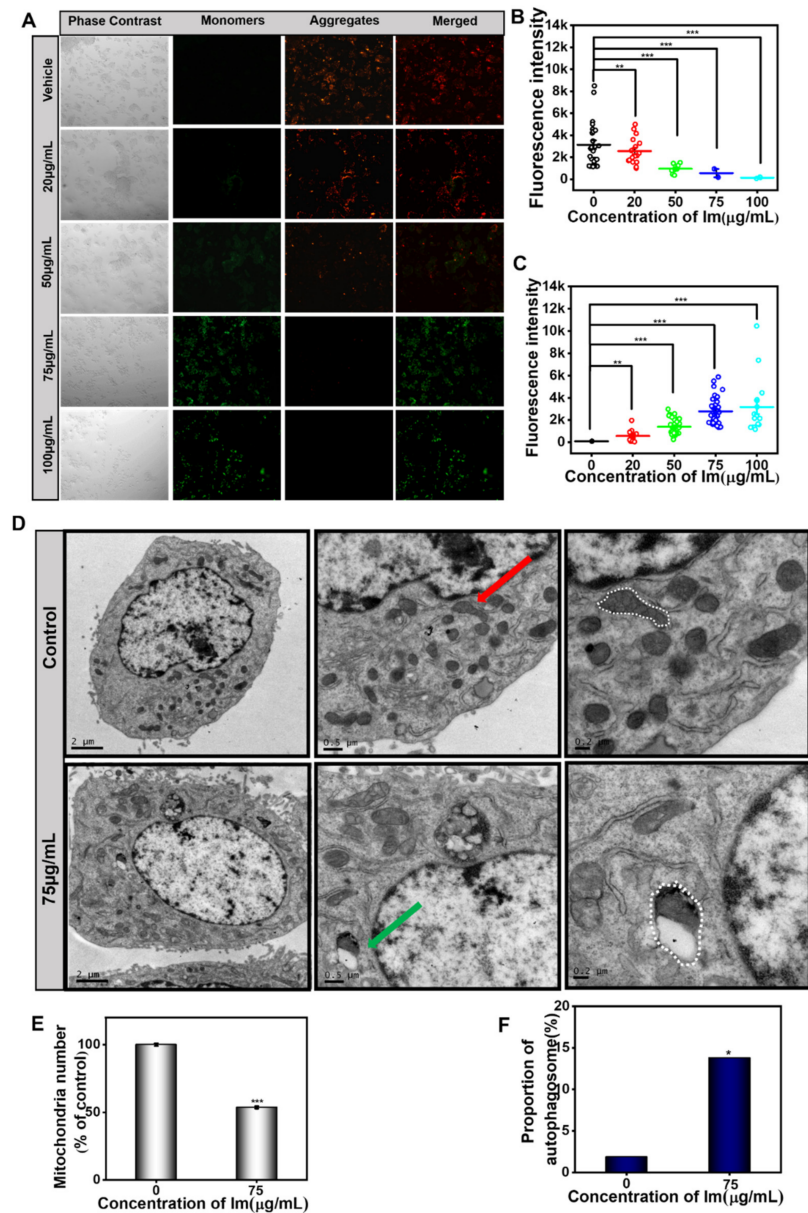 A
Phase Contrast Monomers Aggregates Merged
Vehicle
20μg/mL
50μg/mL
75μg/mL
100μg/mL
B
Fluorescence intensity
14k
12k
10k
8k
6k
4k
2k
0
***
***
***
**
0 20 50 75 100
Concentration of Im(μg/mL)
C
Fluorescence intensity
14k
12k
10k
8k
6k
4k
2k
0
***
***
***
**
0 20 50 75 100
Concentration of Im(μg/mL)
D
Control
2 μm
0.5 μm
0.2 μm
75μg/mL
2 μm
0.5 μm
0.2 μm
E
Mitochondria number
(% of control)
100
50
0
***
0 75
Concentration of Im(μg/mL)
F
Proportion of
autophagosome(%)
20
15
10
5
0
*
0 75
Concentration of Im(μg/mL)